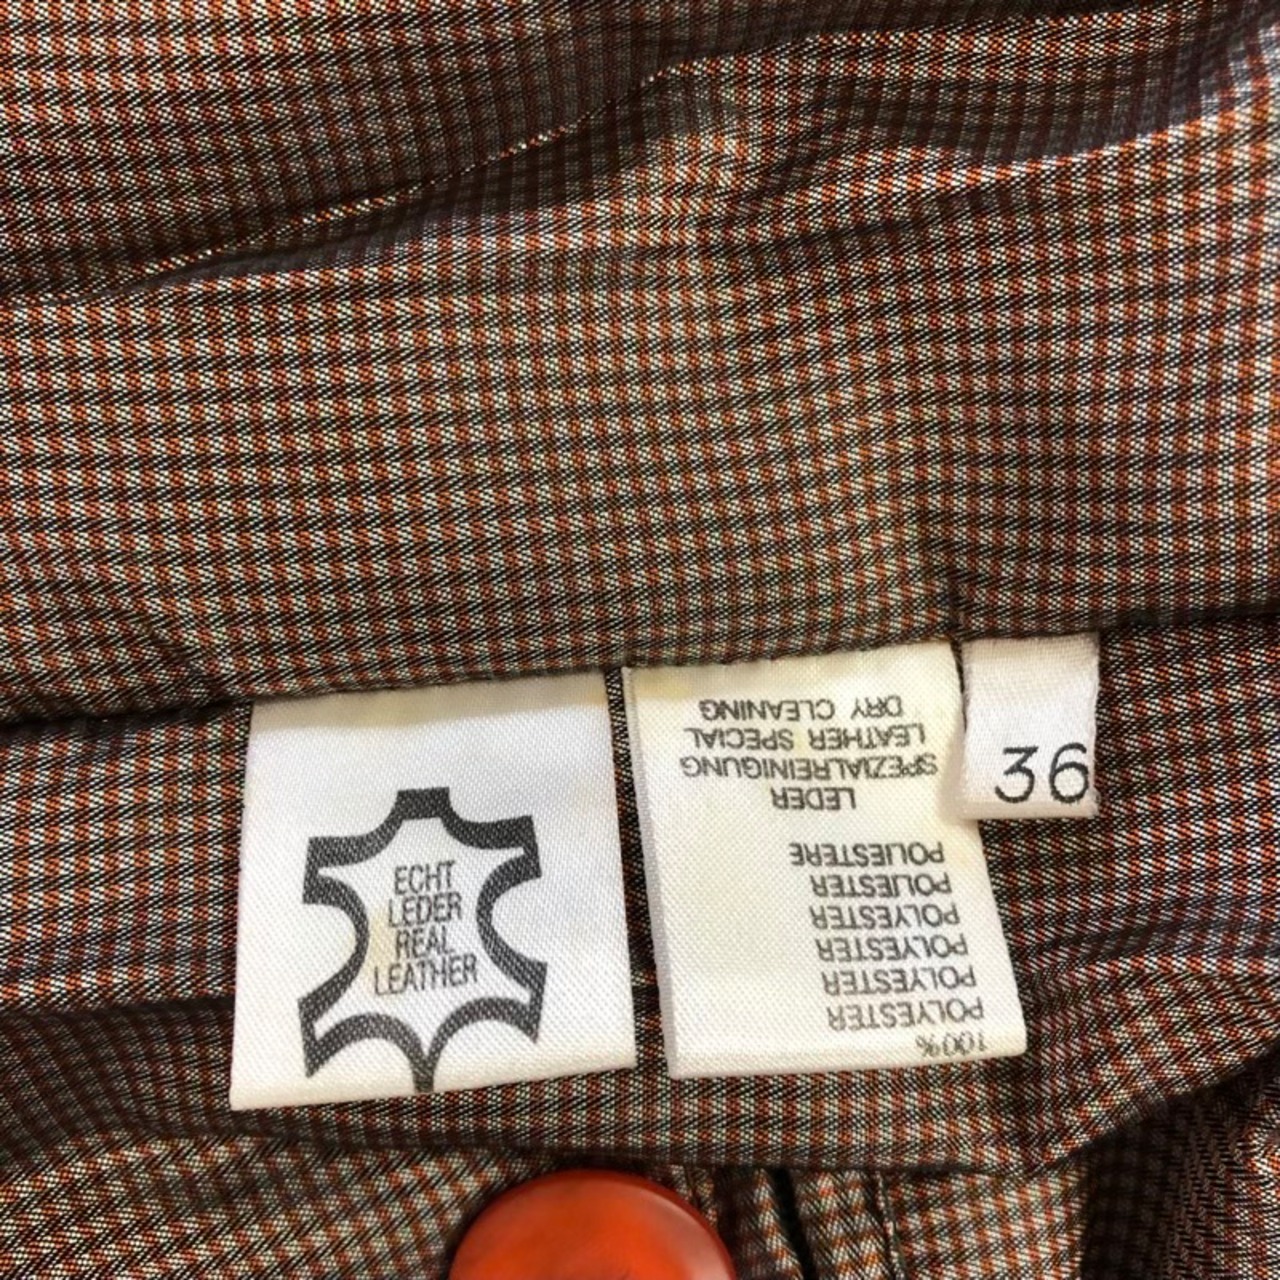 ECHT
LEDER
REAL
LEATHER
100%
POLYESTER
POLYESTER
POLYESTER
POLYESTER
POLIESTER
POLIESTERE
LEDER
SPEZIALREINIGUNG
LEATHER SPECIAL
DRY CLEANING
36